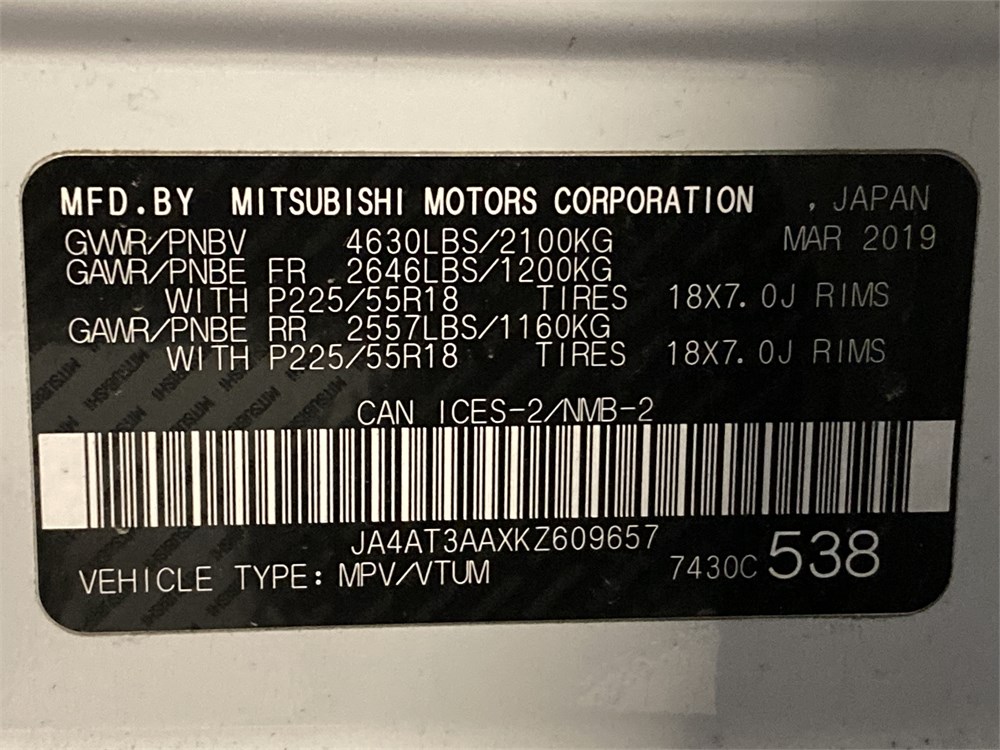 MFD.BY MITSUBISHI MOTORS CORPORATION , JAPAN
GVWR/PNBV 4630LBS/2100KG MAR 2019
GAWR/PNBE FR 2646LBS/1200KG
WITH P225/55R18 TIRES 18X7.0J RIMS
GAWR/PNBE RR 2557LBS/1160KG
WITH P225/55R18 TIRES 18X7.0J RIMS
CAN ICES-2/NMB-2
JA4AT3AAXKZ609657
VEHICLE TYPE: MPV/VTUM 7430C 538
MITSUBISHI